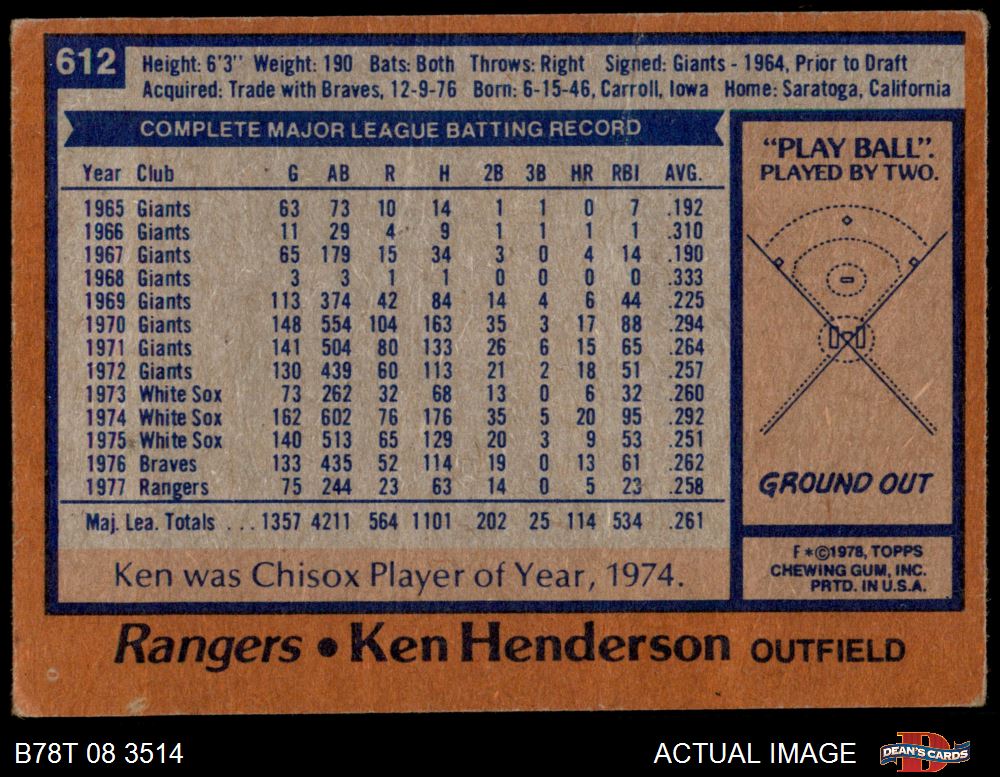 612
Height: 6'3" Weight: 190 Bats: Both Throws: Right Signed: Giants - 1964, Prior to Draft
Acquired: Trade with Braves, 12-9-76 Born: 6-15-46, Carroll, Iowa Home: Saratoga, California
COMPLETE MAJOR LEAGUE BATTING RECORD
Year Club G AB R H 2B 3B HR RBI AVG.
1965 Giants 63 73 10 14 1 1 0 7 .192
1966 Giants 11 29 4 9 1 1 1 1 .310
1967 Giants 65 179 15 34 3 0 4 14 .190
1968 Giants 3 3 1 1 0 0 0 0 .333
1969 Giants 113 374 42 84 14 4 6 44 .225
1970 Giants 148 554 104 163 35 3 17 88 .294
1971 Giants 141 504 80 133 26 6 15 65 .264
1972 Giants 130 439 60 113 21 2 18 51 .257
1973 White Sox 73 262 32 68 13 0 6 32 .260
1974 White Sox 162 602 76 176 35 5 20 95 .292
1975 White Sox 140 513 65 129 20 3 9 53 .251
1976 Braves 133 435 52 114 19 0 13 61 .262
1977 Rangers 75 244 23 63 14 0 5 23 .258
Maj. Lea. Totals . . . 1357 4211 564 1101 202 25 114 534 .261
Ken was Chisox Player of Year, 1974.
"PLAY BALL".
PLAYED BY TWO.
GROUND OUT
F * ©1978, TOPPS
CHEWING GUM, INC.
PRTD. IN U.S.A.
Rangers • Ken Henderson OUTFIELD
B78T 08 3514
ACTUAL IMAGE
DEAN'S CARDS